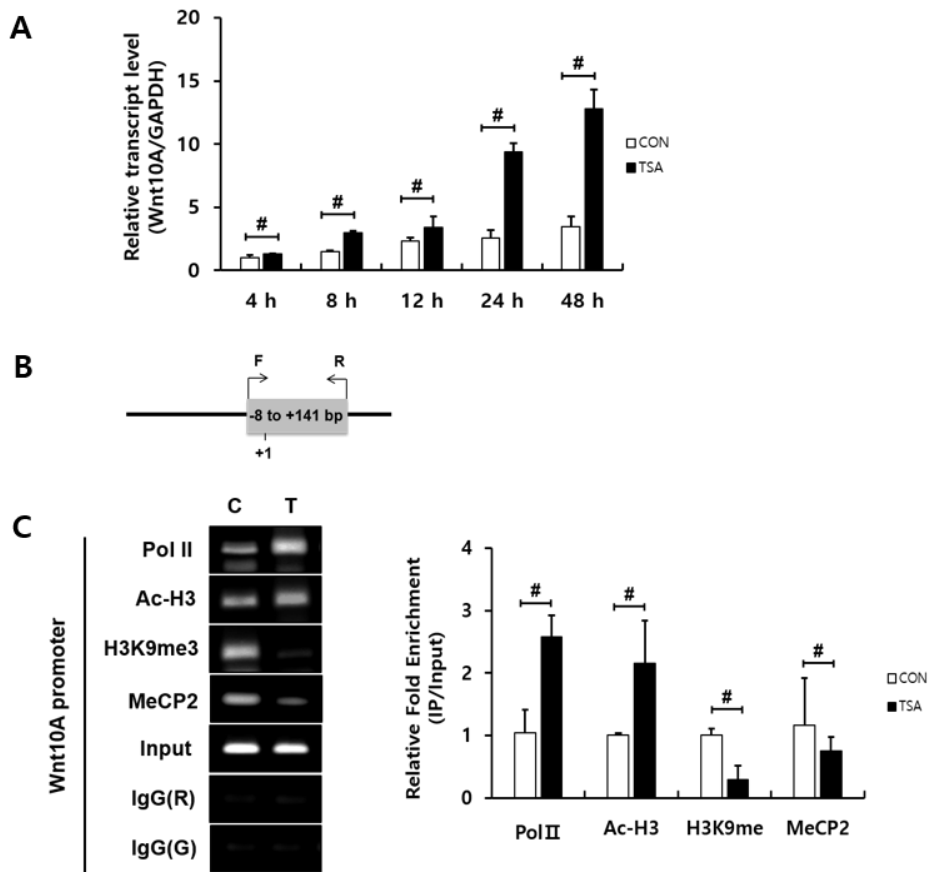 A
Relative transcript level
(Wnt10A/GAPDH)
20
15
10
5
0
# # # # #
4 h 8 h 12 h 24 h 48 h
CON
TSA
B
F R
-8 to +141 bp
+1
C
C T
Wnt10A promoter
Pol II
Ac-H3
H3K9me3
MeCP2
Input
IgG(R)
IgG(G)
Relative Fold Enrichment
(IP/Input)
4
3
2
1
0
# # # #
Pol Ⅱ Ac-H3 H3K9me MeCP2
CON
TSA